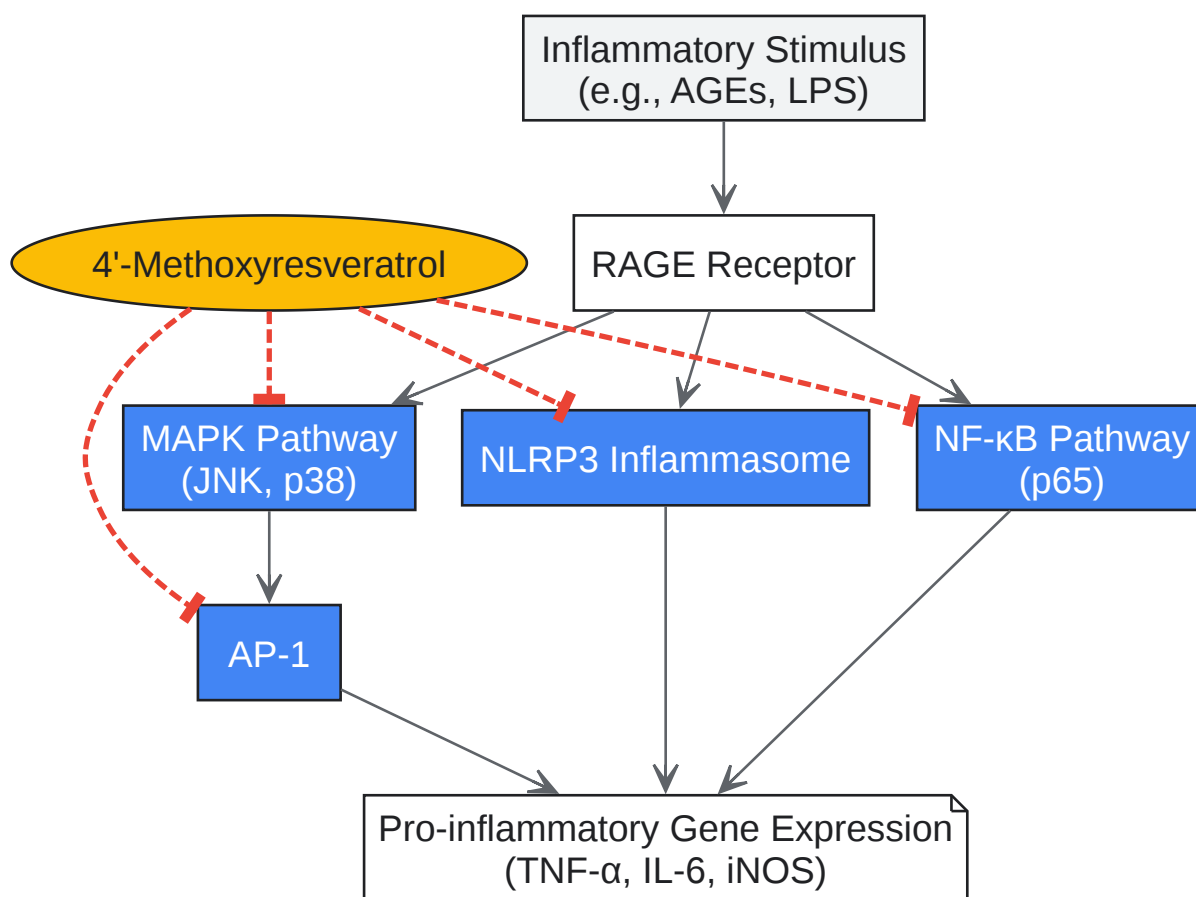 Inflammatory Stimulus
(e.g., AGEs, LPS)
4'-Methoxyresveratrol
RAGE Receptor
MAPK Pathway
(JNK, p38)
NLRP3 Inflammasome
NF-κB Pathway
(p65)
AP-1
Pro-inflammatory Gene Expression
(TNF-α, IL-6, iNOS)